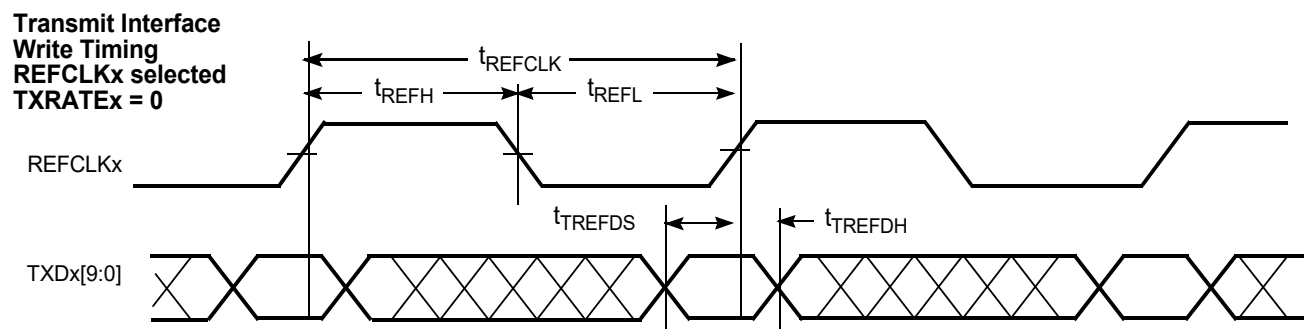 Transmit Interface
Write Timing
REFCLKx selected
TXRATEx = 0
tREFCLK
tREFH
tREFL
REFCLKx
tTREFDS
tTREFDH
TXDx[9:0]